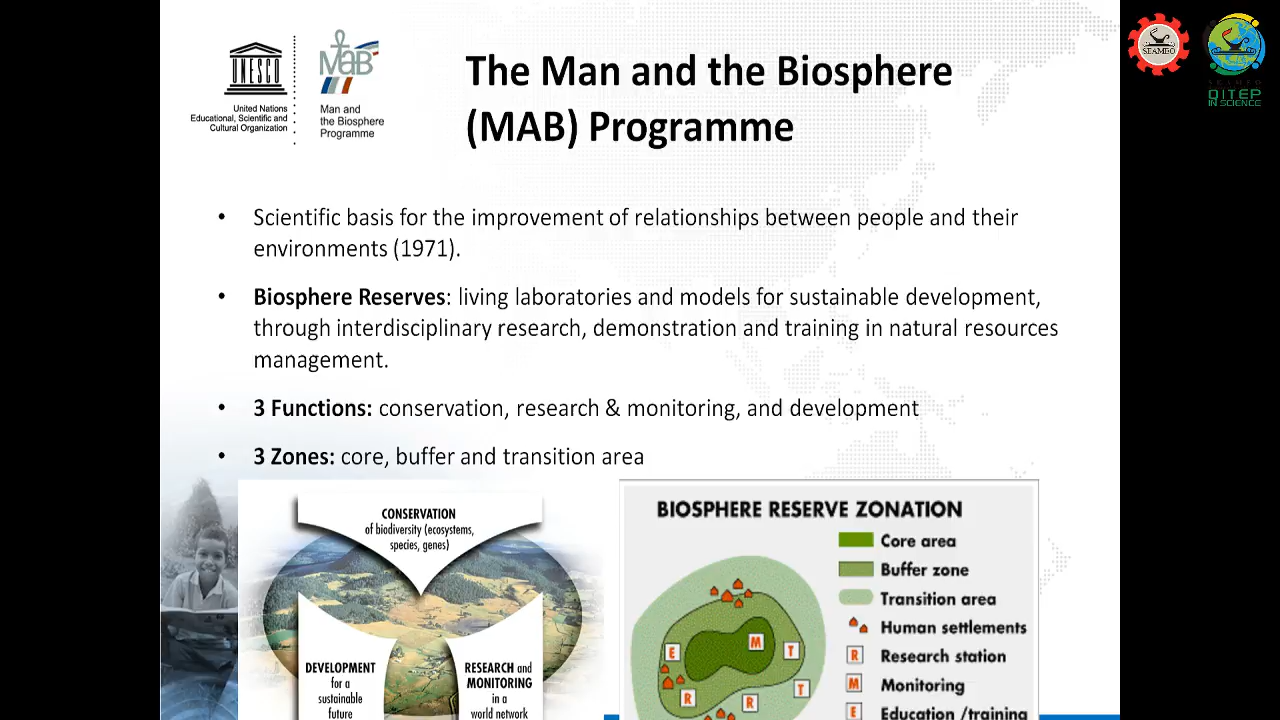 UNESCO
United Nations
Educational, Scientific and
Cultural Organization
MaB
Man and
the Biosphere
Programme
The Man and the Biosphere
(MAB) Programme
SEAMEO
SEAMEO
QITEP
IN SCIENCE
• Scientific basis for the improvement of relationships between people and their
environments (1971).
• Biosphere Reserves: living laboratories and models for sustainable development,
through interdisciplinary research, demonstration and training in natural resources
management.
• 3 Functions: conservation, research & monitoring, and development
• 3 Zones: core, buffer and transition area
CONSERVATION
of biodiversity (ecosystems,
species, genes)
DEVELOPMENT
for a
sustainable
future
RESEARCH and
MONITORING
in a
world network
BIOSPHERE RESERVE ZONATION
Core area
Buffer zone
Transition area
Human settlements
R Research station
M Monitoring
E Education /training
M
E
T
T
R
R